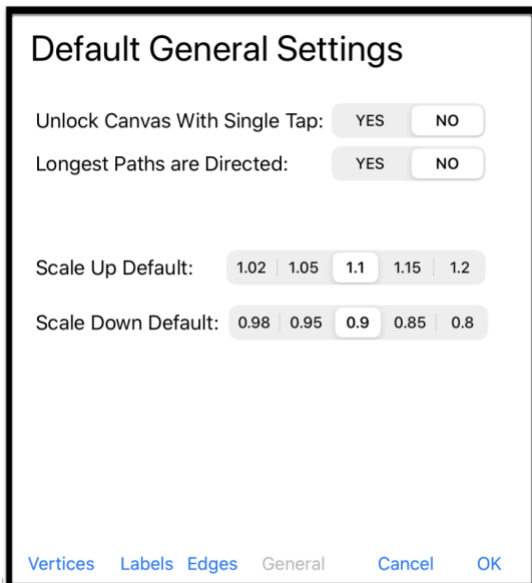 Default General Settings
Unlock Canvas With Single Tap: YES NO
Longest Paths are Directed: YES NO
Scale Up Default: 1.02 1.05 1.1 1.15 1.2
Scale Down Default: 0.98 0.95 0.9 0.85 0.8
Vertices Labels Edges General Cancel OK